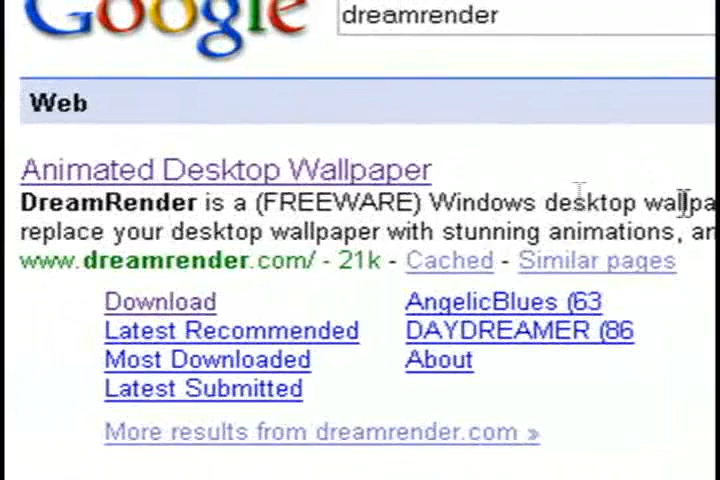 Google dreamrender
Web
Animated Desktop Wallpaper
DreamRender is a (FREEWARE) Windows desktop
replace your desktop wallpaper with stunning animations,
www.dreamrender.com/ - 21k - Cached - Similar pages
Download AngelicBlues (63
Latest Recommended DAYDREAMER (86
Most Downloaded About
Latest Submitted
More results from dreamrender.com »